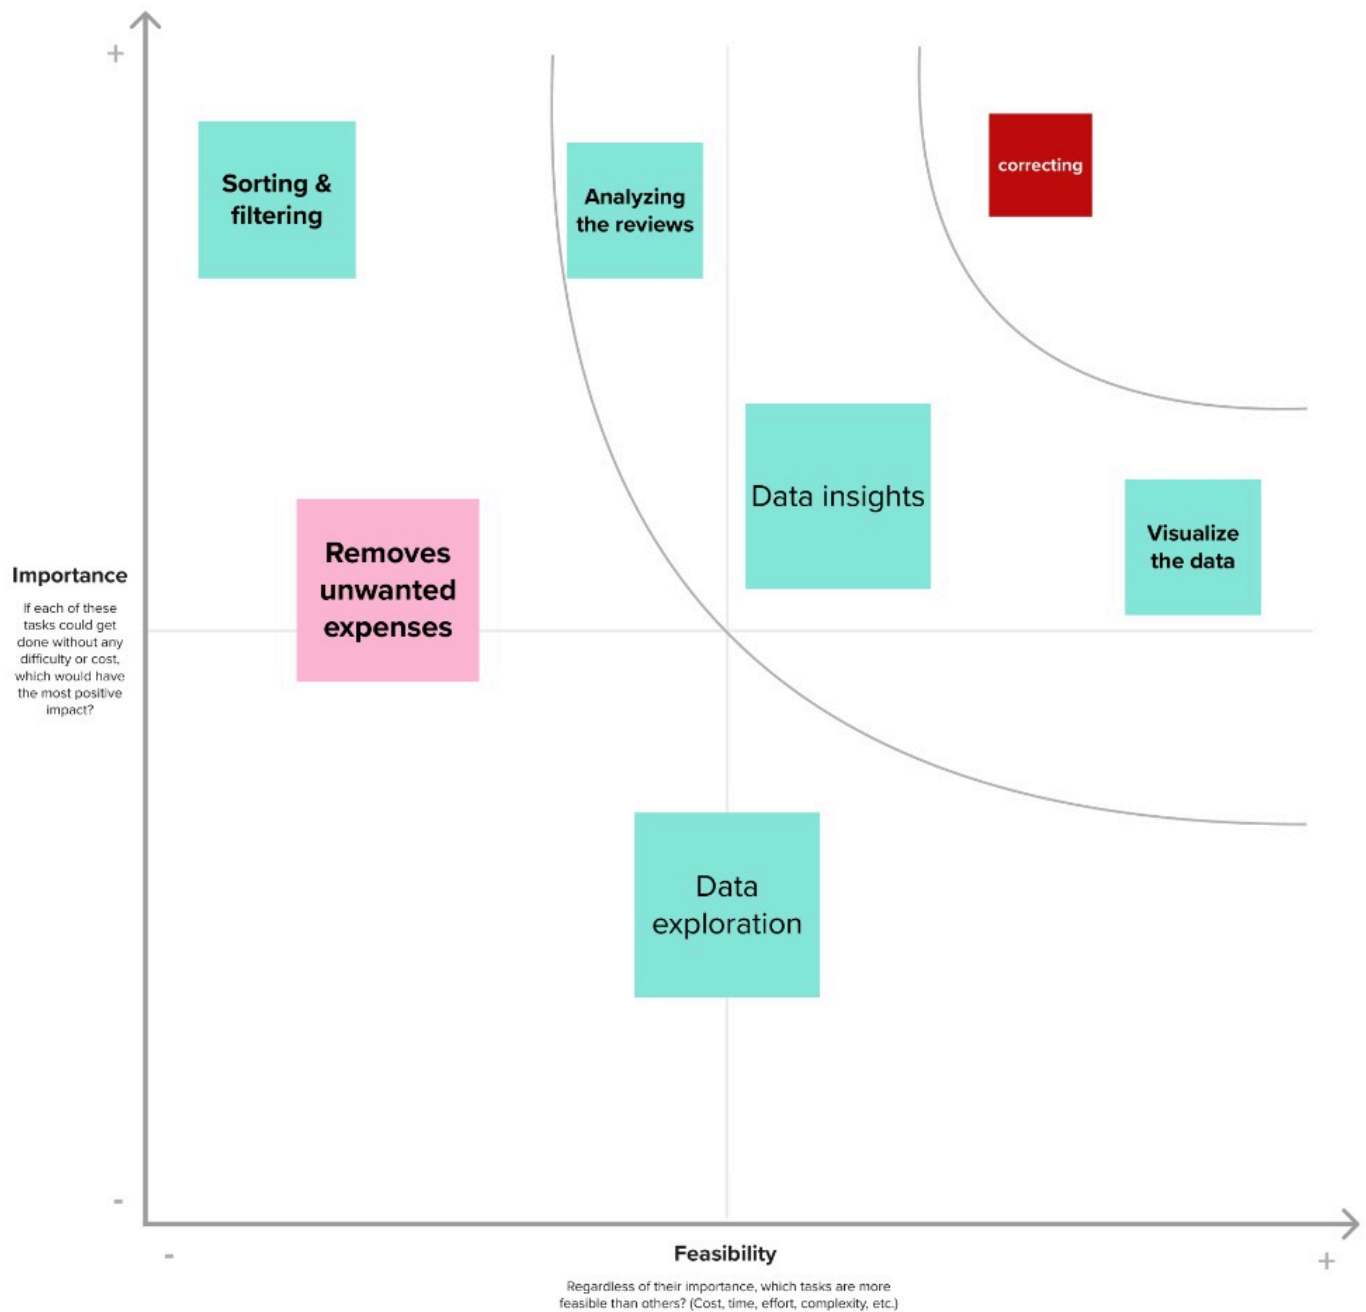 +
Sorting &
filtering
Analyzing
the reviews
correcting
Data insights
Visualize
the data
Removes
unwanted
expenses
Importance
If each of these
tasks could get
done without any
difficulty or cost,
which would have
the most positive
impact?
Data
exploration
-
-
Feasibility
+
Regardless of their importance, which tasks are more
feasible than others? (Cost, time, effort, complexity, etc.)